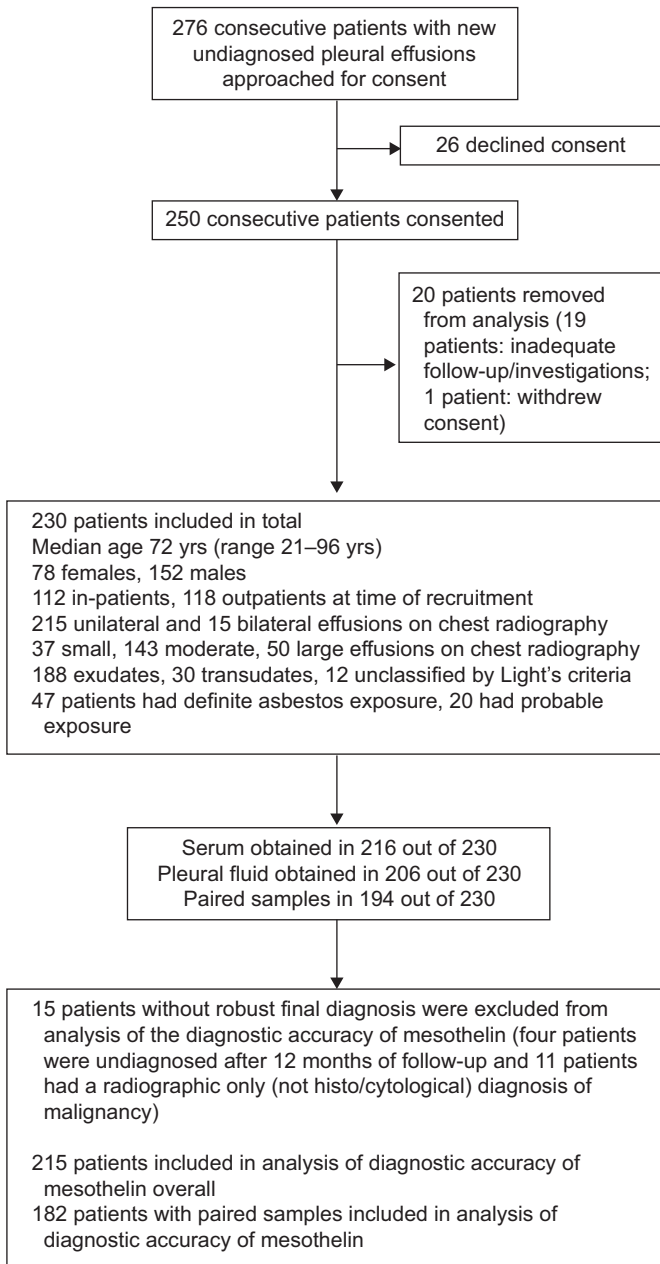 276 consecutive patients with new
undiagnosed pleural effusions
approached for consent
26 declined consent
250 consecutive patients consented
20 patients removed
from analysis (19
patients: inadequate
follow-up/investigations;
1 patient: withdrew
consent)
230 patients included in total
Median age 72 yrs (range 21–96 yrs)
78 females, 152 males
112 in-patients, 118 outpatients at time of recruitment
215 unilateral and 15 bilateral effusions on chest radiography
37 small, 143 moderate, 50 large effusions on chest radiography
188 exudates, 30 transudates, 12 unclassified by Light's criteria
47 patients had definite asbestos exposure, 20 had probable
exposure
Serum obtained in 216 out of 230
Pleural fluid obtained in 206 out of 230
Paired samples in 194 out of 230
15 patients without robust final diagnosis were excluded from
analysis of the diagnostic accuracy of mesothelin (four patients
were undiagnosed after 12 months of follow-up and 11 patients
had a radiographic only (not histo/cytological) diagnosis of
malignancy)
215 patients included in analysis of diagnostic accuracy of
mesothelin overall
182 patients with paired samples included in analysis of
diagnostic accuracy of mesothelin